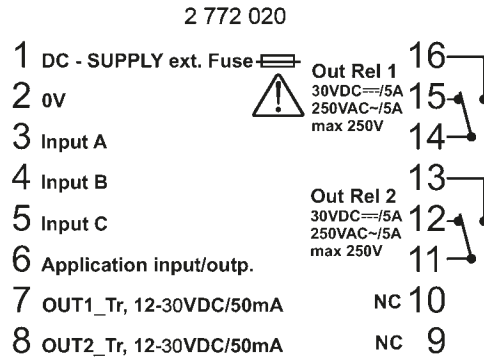 2 772 020
1 DC - SUPPLY ext. Fuse
2 0V
3 Input A
4 Input B
5 Input C
6 Application input/outp.
7 OUT1_Tr, 12-30VDC/50mA
8 OUT2_Tr, 12-30VDC/50mA
Out Rel 1
30VDC⎓/5A
250VAC~/5A
max 250V
16
15
14
Out Rel 2
30VDC⎓/5A
250VAC~/5A
max 250V
13
12
11
NC 10
NC 9